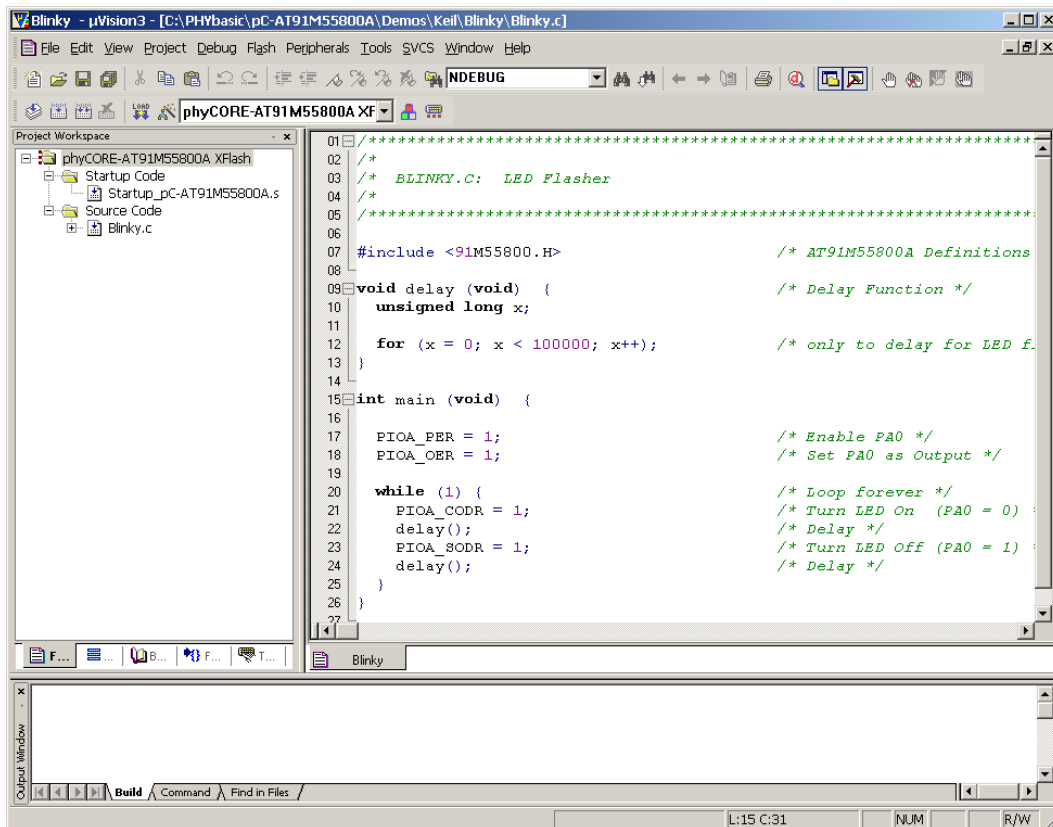 Blinky - µVision3 - [C:\PHYbasic\pC-AT91M55800A\Demos\Keil\Blinky\Blinky.c]
File Edit View Project Debug Flash Peripherals Tools SVCS Window Help
NDEBUG
LOAD phyCORE-AT91M55800A XF
Project Workspace
phyCORE-AT91M55800A XFlash
Startup Code
Startup_pC-AT91M55800A.s
Source Code
Blinky.c
01 /*************************************************************************
02 /*
03 /* BLINKY.C: LED Flasher
04 /*
05 /*************************************************************************
06
07 #include <91M55800.H> /* AT91M55800A Definitions
08
09 void delay (void) { /* Delay Function */
10 unsigned long x;
11
12 for (x = 0; x < 100000; x++); /* only to delay for LED f
13 }
14
15 int main (void) {
16
17 PIOA_PER = 1; /* Enable PA0 */
18 PIOA_OER = 1; /* Set PA0 as Output */
19
20 while (1) { /* Loop forever */
21 PIOA_CODR = 1; /* Turn LED On (PA0 = 0) *
22 delay(); /* Delay */
23 PIOA_SODR = 1; /* Turn LED Off (PA0 = 1) *
24 delay(); /* Delay */
25 }
26 }
27
F... ... B... F... T...
Blinky
Output Window
Build Command Find in Files
L:15 C:31 NUM R/W